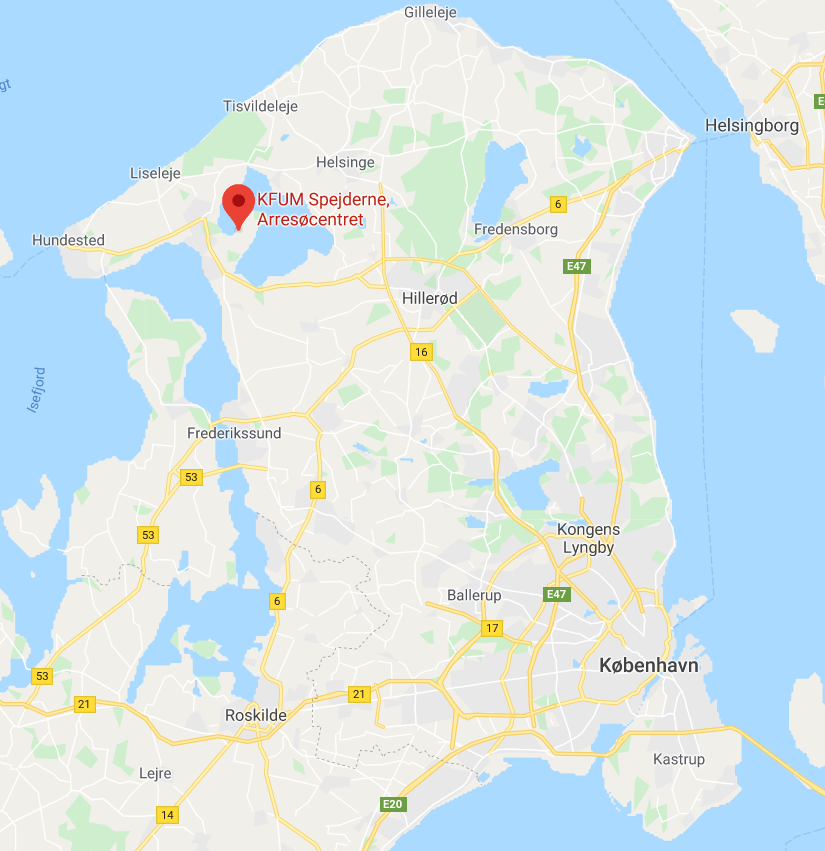 Gilleleje
gt
E
Tisvildeleje
Helsingborg
Helsinge
Liseleje
KFUM Spejderne,
Arresøcentret
6
Hundested
Fredensborg
E47
Hillerød
16
Isefjord
Frederikssund
53
6
53
Kongens
Lyngby
Ballerup
E47
6
17
København
53
21
21
Roskilde
Kastrup
Lejre
E20
14